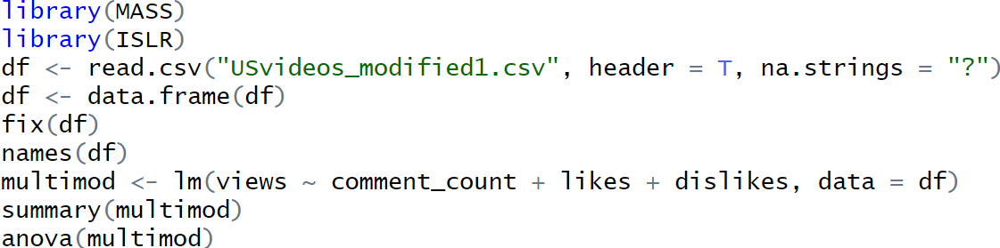 library(MASS)
library(ISLR)
df <- read.csv("USvideos_modified1.csv", header = T, na.strings = "?")
df <- data.frame(df)
fix(df)
names(df)
multimod <- lm(views ~ comment_count + likes + dislikes, data = df)
summary(multimod)
anova(multimod)